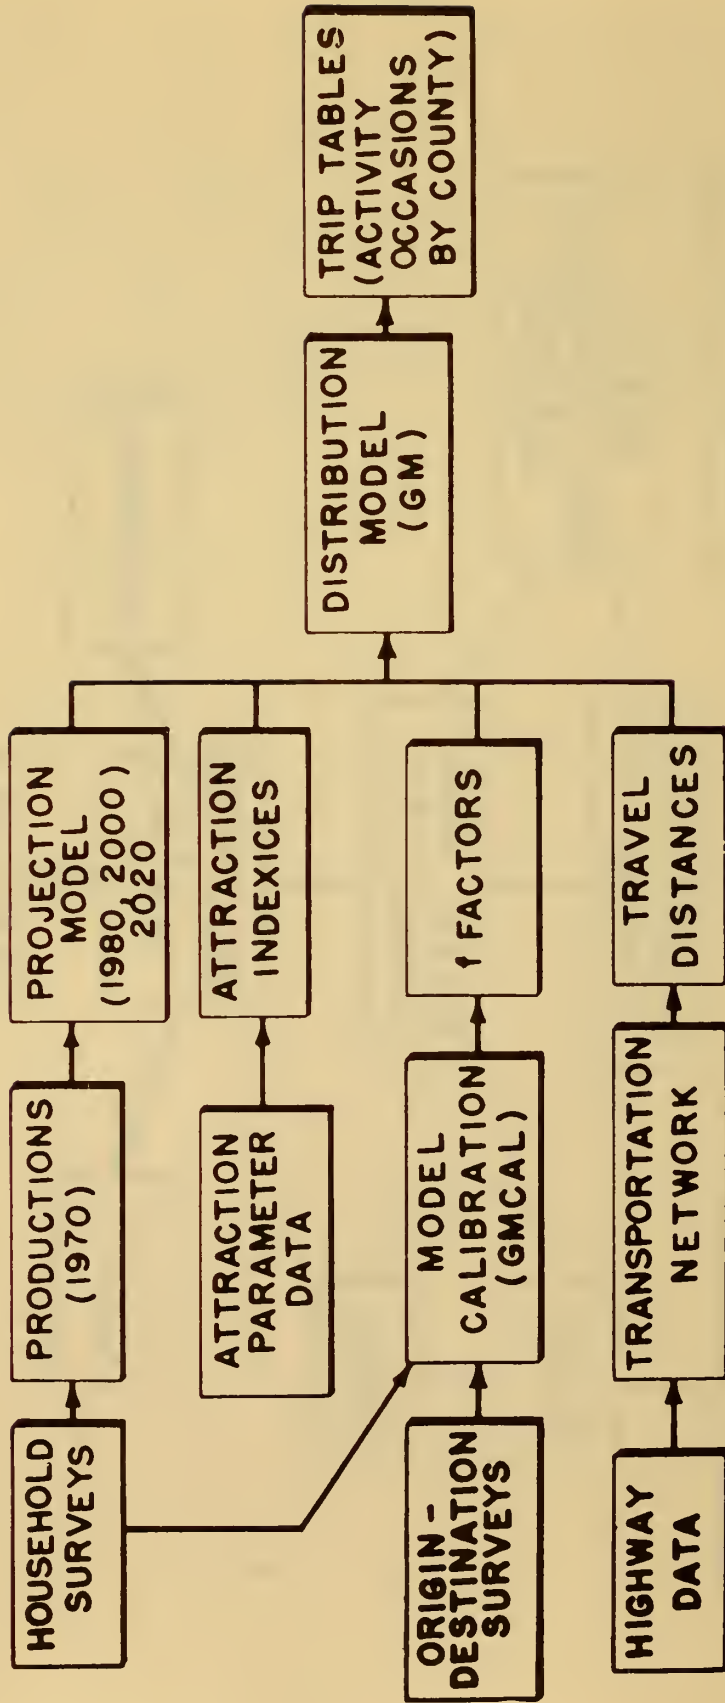 HOUSEHOLD
SURVEYS
PRODUCTIONS
(1970)
PROJECTION
MODEL
(1980, 2000)
2020
ATTRACTION
PARAMETER
DATA
ATTRACTION
INDEXICES
ORIGIN -
DESTINATION
SURVEYS
MODEL
CALIBRATION
(GMCAL)
f FACTORS
HIGHWAY
DATA
TRANSPORTATION
NETWORK
TRAVEL
DISTANCES
DISTRIBUTION
MODEL
(GM)
TRIP TABLES
(ACTIVITY
OCCASIONS
BY COUNTY)